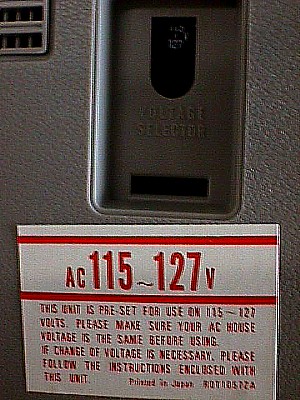 127
VOLTAGE
SELECTOR
AC 115~127V
THIS UNIT IS PRE-SET FOR USE ON 115~127
VOLTS. PLEASE MAKE SURE YOUR AC HOUSE
VOLTAGE IS THE SAME BEFORE USING.
IF CHANGE OF VOLTAGE IS NECESSARY, PLEASE
FOLLOW THE INSTRUCTIONS ENCLOSED WITH
THIS UNIT. Printed in Japan